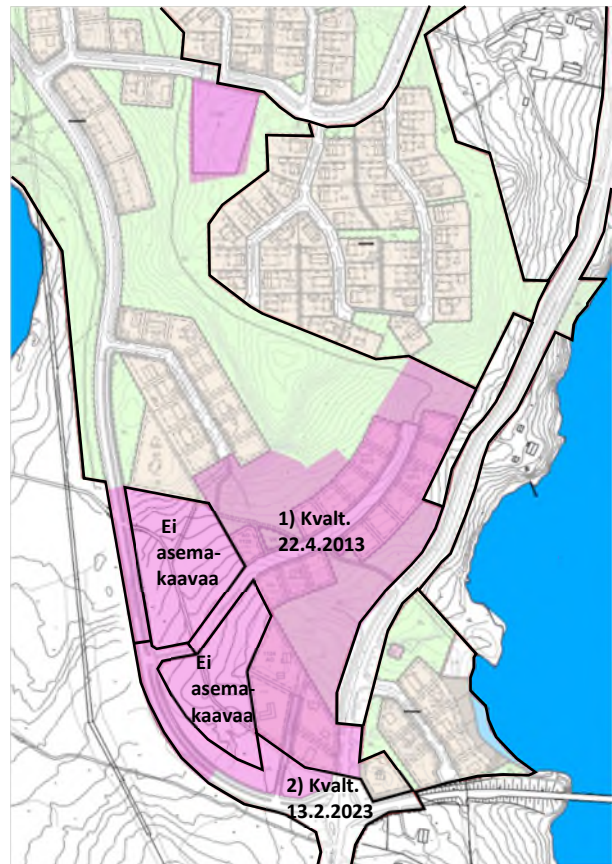 1) Kvalt.
22.4.2013
Ei
asema-
kaavaa
Ei
asema-
kaavaa
2) Kvalt.
13.2.2023